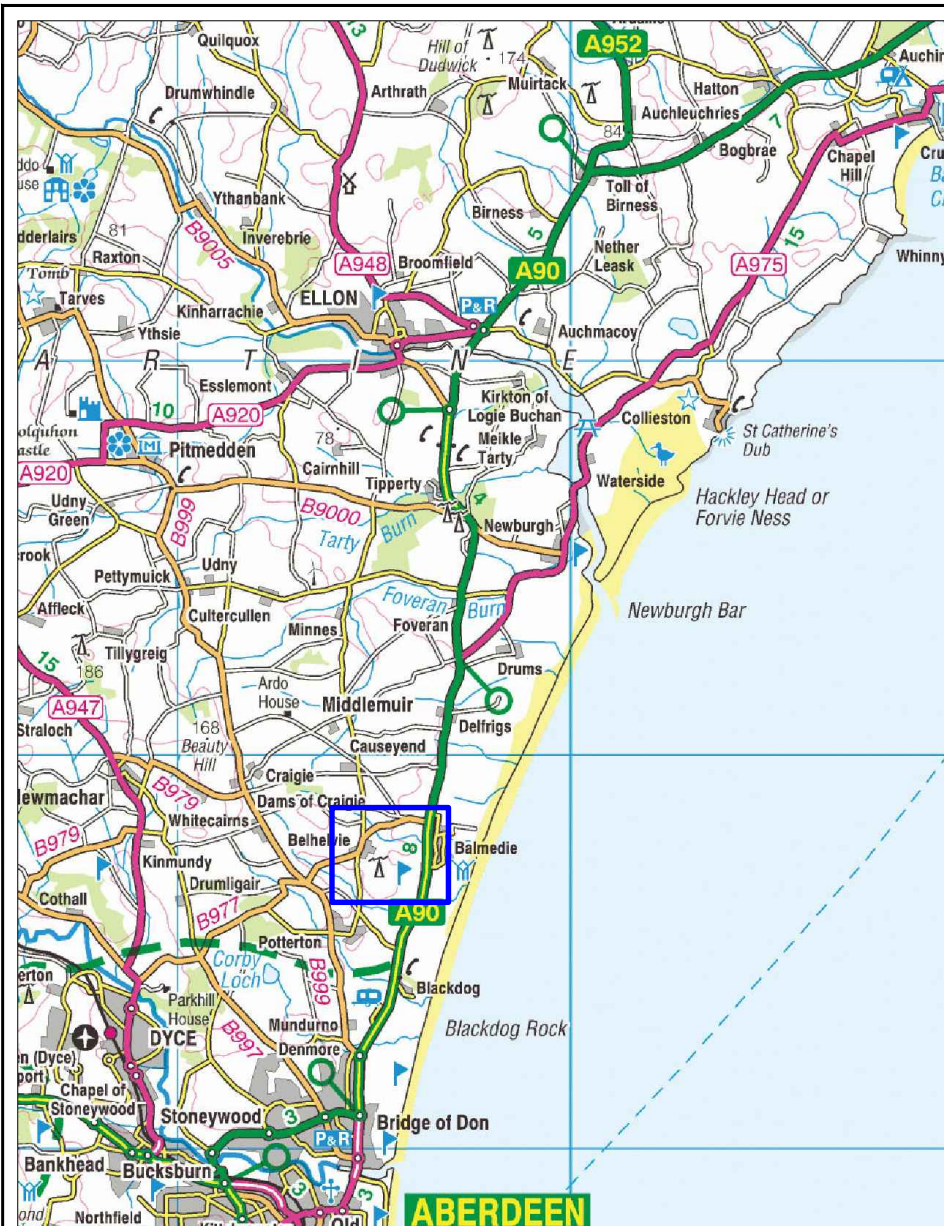 A952
Quilquox
13
Hill of
Dudwick
174
Muirtack
Hatton
Drumwhindle
Arthrath
Auchleuchries
84
7
Bogbrae
Chapel
Hill
Toll of
Birness
Ythanbank
Birness
5
15
Inverebrie
Nether
Leask
81
B9005
Raxton
A948
Broomfield
A90
A975
Tomb
ELLON
P&R
Tarves
Kinharrachie
Auchmacoy
Ythsie
A
R
T
I
N
E
Esslemont
Kirkton of
Logie Buchan
Collieston
10
A920
St Catherine's
Dub
78
Meikle
Tarty
M
Pitmedden
Cairnhill
A920
Tipperty
Waterside
Hackley Head or
Forvie Ness
Udny
Green
B999
B9000
4
Tarty
Burn
Newburgh
Udny
Pettymuick
Foveran
Burn
Newburgh Bar
Affleck
Cultercullen
Minnes
Foveran
Tillygreig
15
186
Drums
Ardo
House
A947
Middlemuir
Straloch
168
Beauty
Hill
Delfrigs
Causeyend
Craigie
B979
Dams of Craigie
Whitecairns
B979
Belhelvie
8
Balmedie
Kinmundy
Drumligair
Cothall
B977
A90
Potterton
Corby
Loch
B999
Blackdog
Parkhill
House
Mundurno
Blackdog Rock
DYCE
B997
Denmore
(Dyce)
Chapel of
Stoneywood
Stoneywood
3
P&R
Bridge of Don
Bankhead
Bucksburn
3
3
Northfield
Old
ABERDEEN